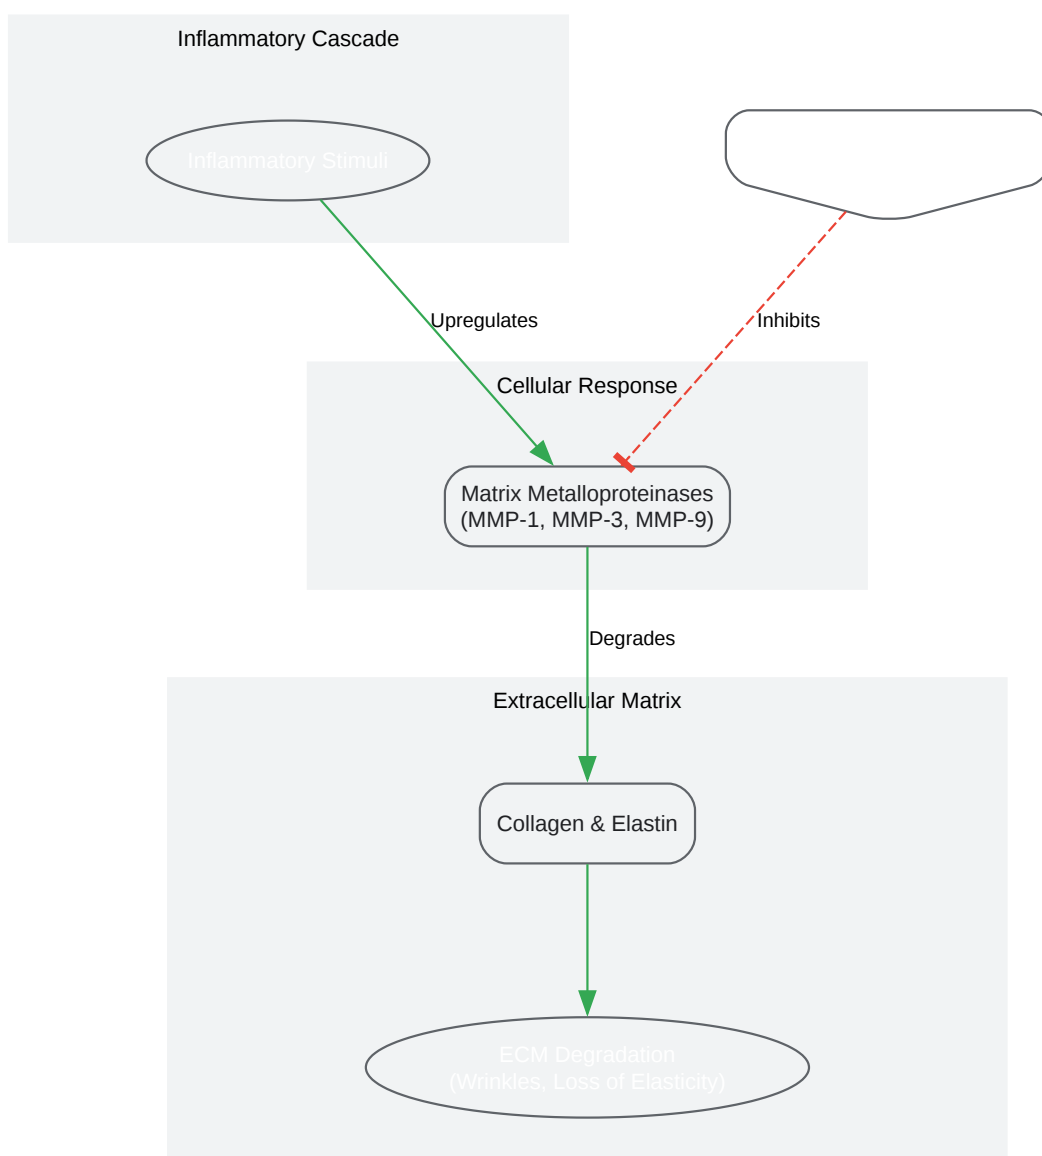 Inflammatory Cascade
Inflammatory Stimuli
Upregulates
Inhibits
Cellular Response
Matrix Metalloproteinases
(MMP-1, MMP-3, MMP-9)
Degrades
Extracellular Matrix
Collagen & Elastin
ECM Degradation
(Wrinkles, Loss of Elasticity)